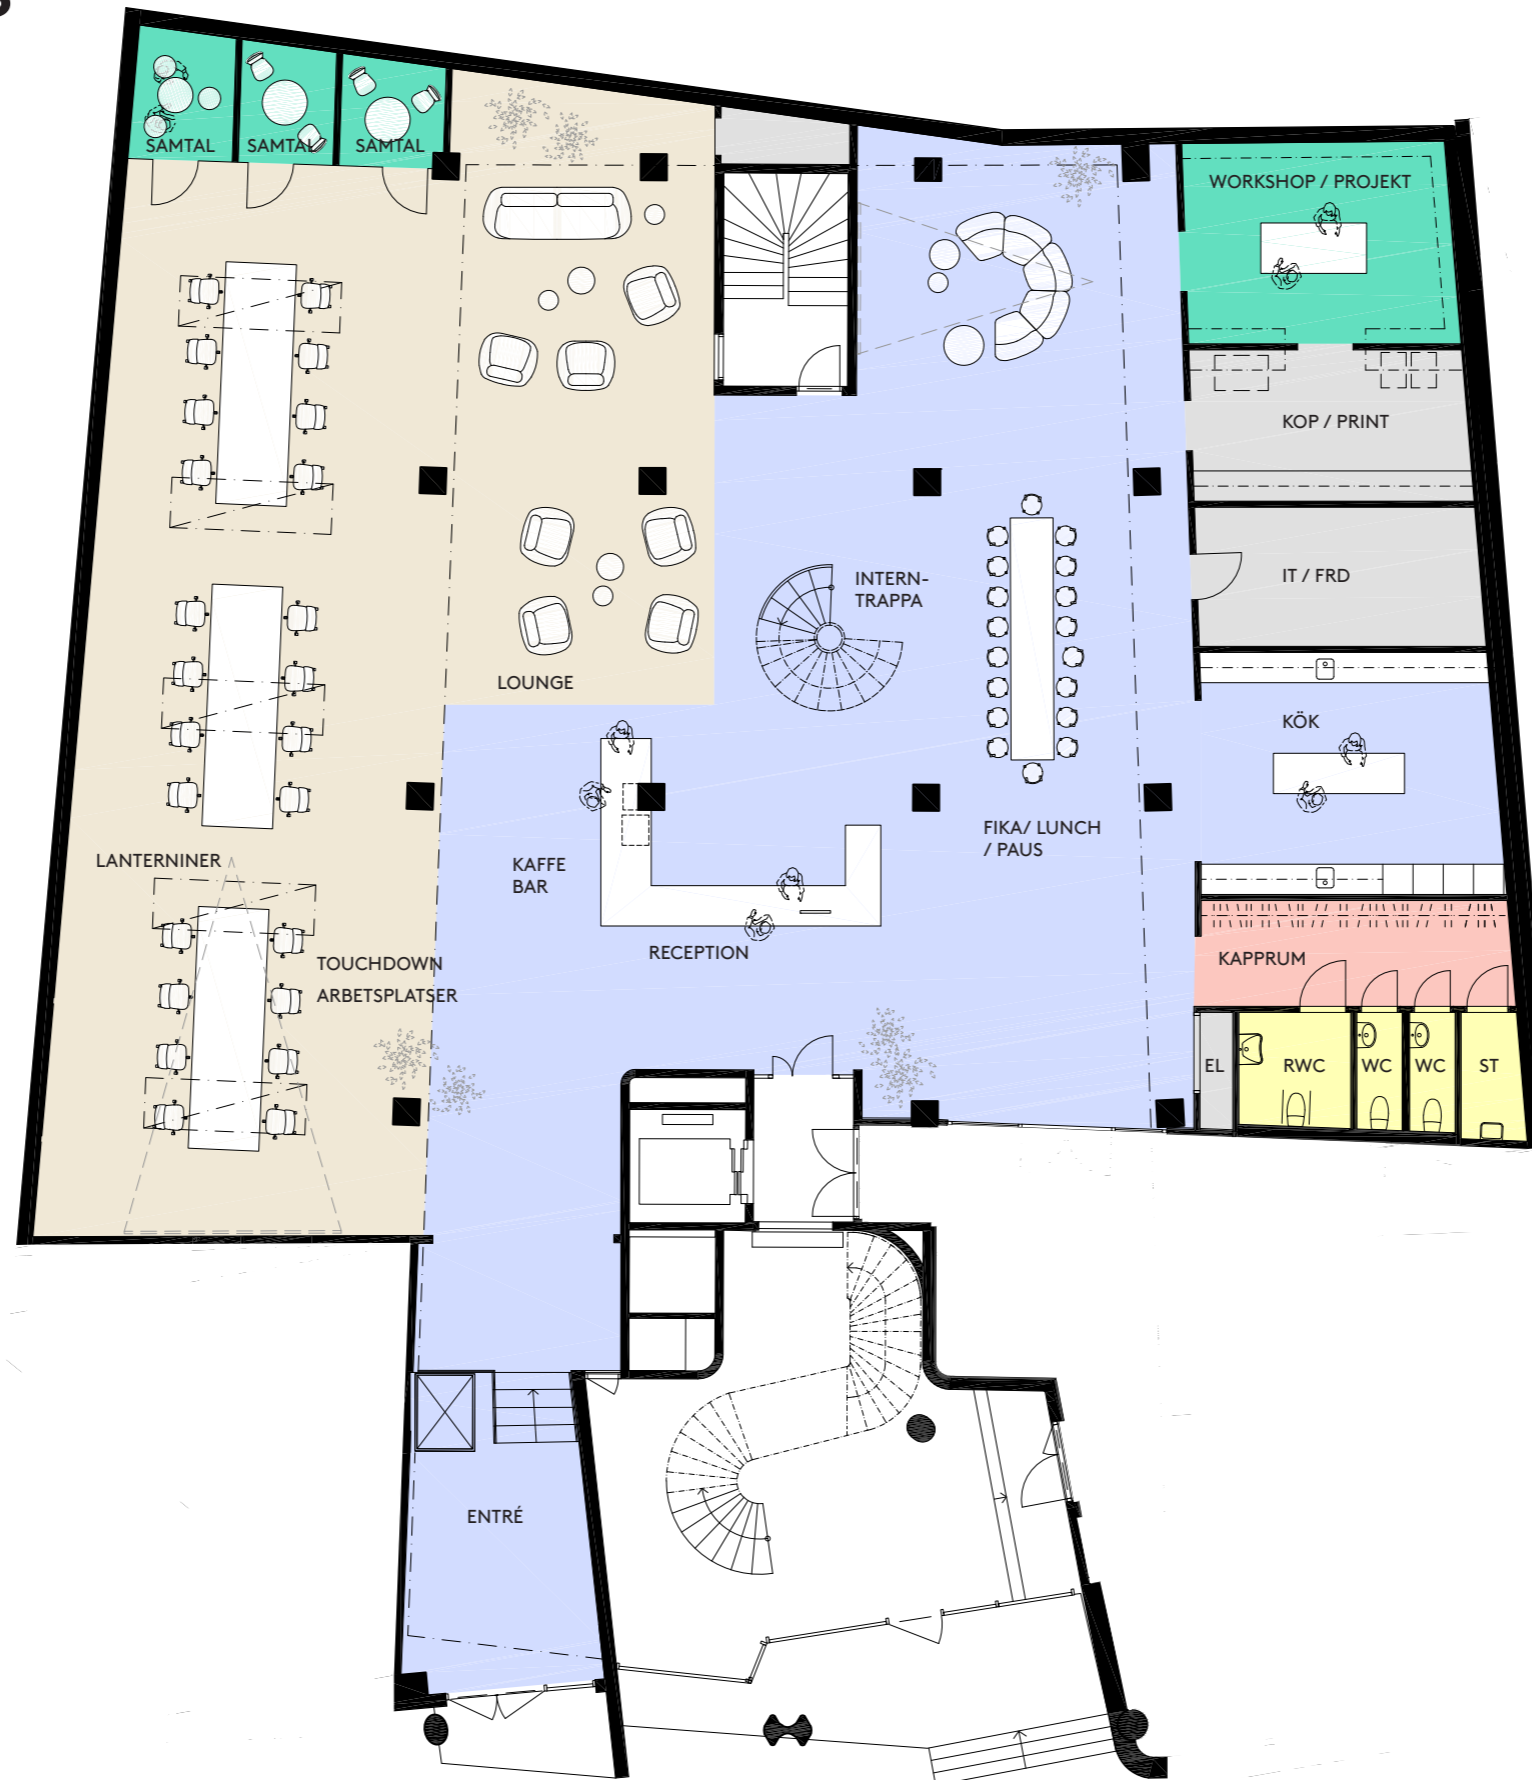 SAMTAL
SAMTAL
SAMTAL
WORKSHOP / PROJEKT
KOP / PRINT
INTERN-
TRAPPA
IT / FRD
LOUNGE
KÖK
FIKA/ LUNCH
/ PAUS
LANTERNINER
KAFFE
BAR
RECEPTION
KAPPRUM
TOUCHDOWN
ARBETSPLATSER
EL
RWC
WC
WC
ST
ENTRÉ